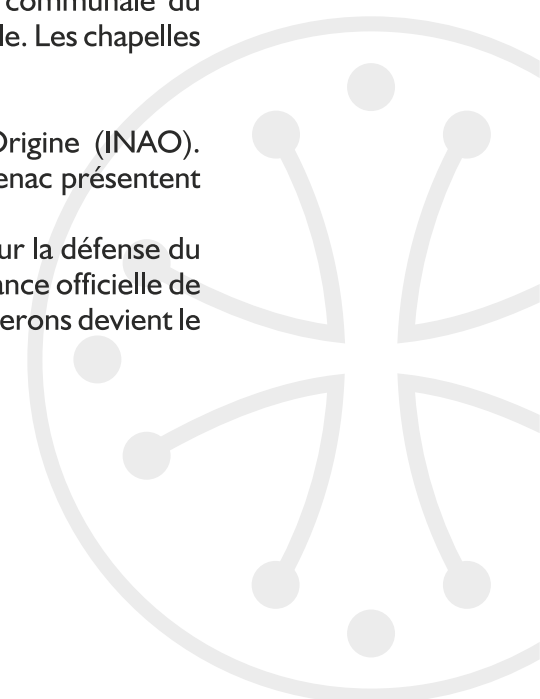 communale du
le. Les chapelles
Origine (INAO).
enac présentent
ur la défense du
ance officielle de
erons devient le